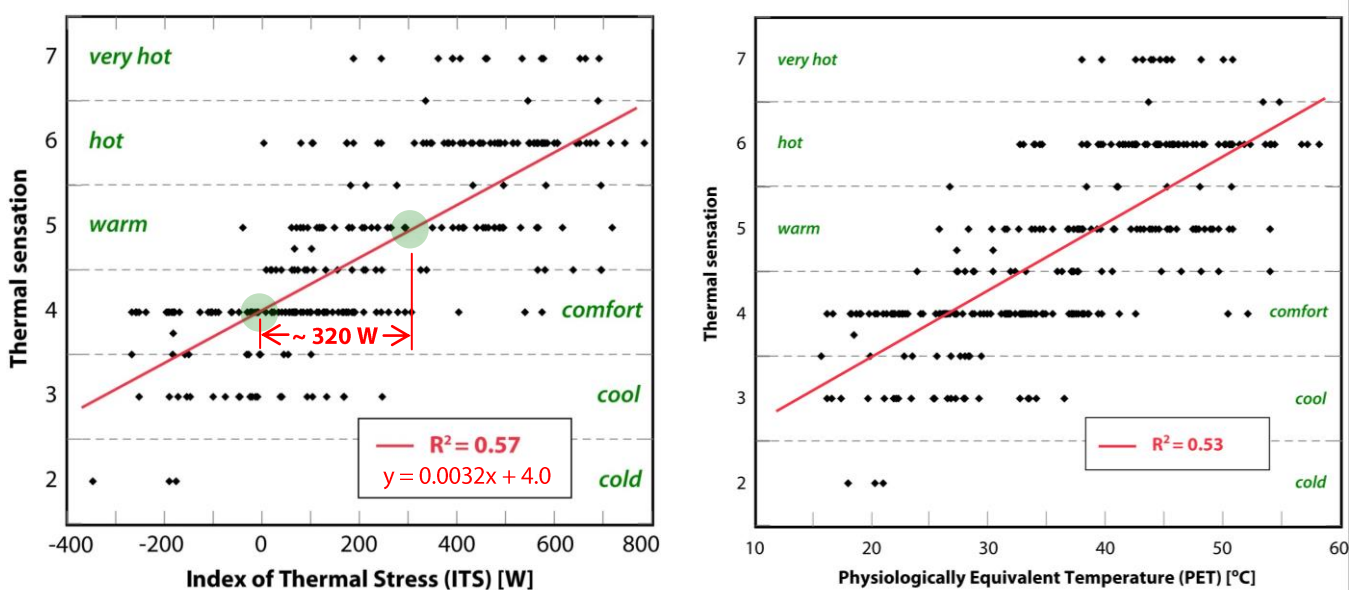 Thermal sensation
7
6
5
4
3
2
very hot
hot
warm
comfort
cool
cold
~ 320 W
R² = 0.57
y = 0.0032x + 4.0
-400 -200 0 200 400 600 800
Index of Thermal Stress (ITS) [W]
Thermal sensation
7
6
5
4
3
2
very hot
hot
warm
comfort
cool
cold
R² = 0.53
10 20 30 40 50 60
Physiologically Equivalent Temperature (PET) [ºC]